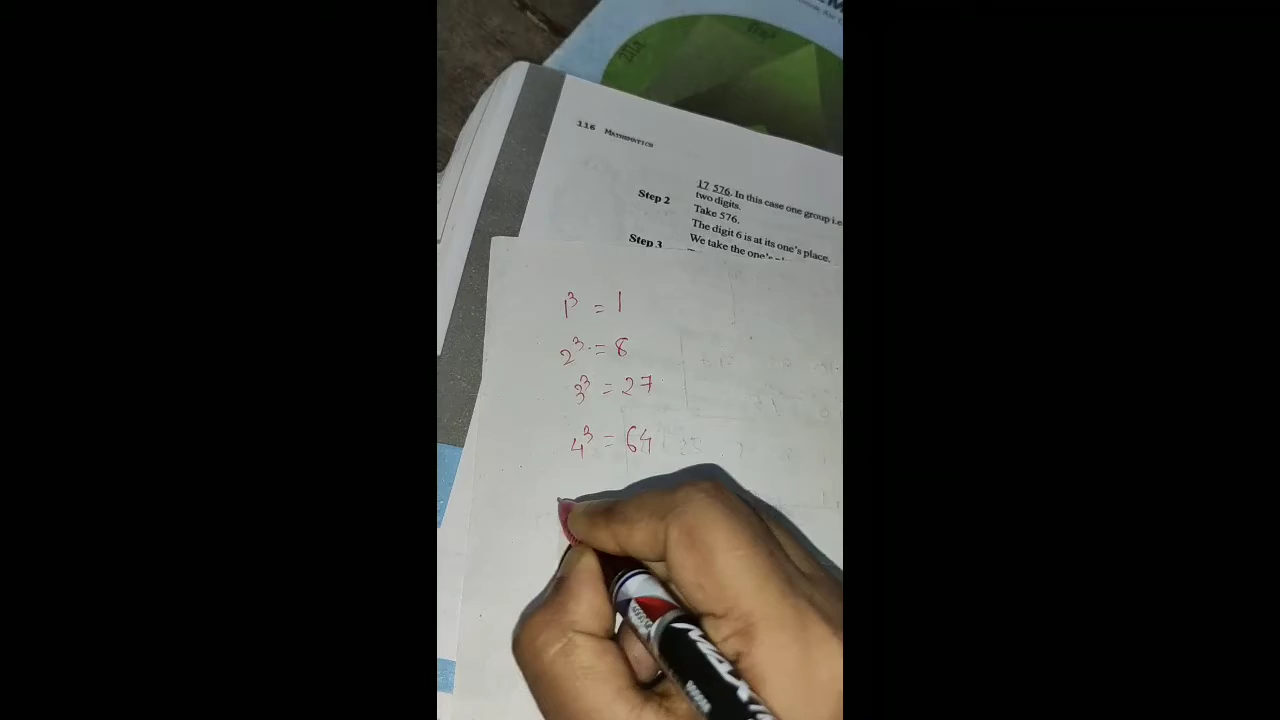 116 MATHEMATICS
17 576. In this case one group i.e
two digits.
Step 2 Take 576.
The digit 6 is at its one's place.
Step 3 We take the one's
1³ = 1
2³ = 8
3³ = 27
4³ = 64